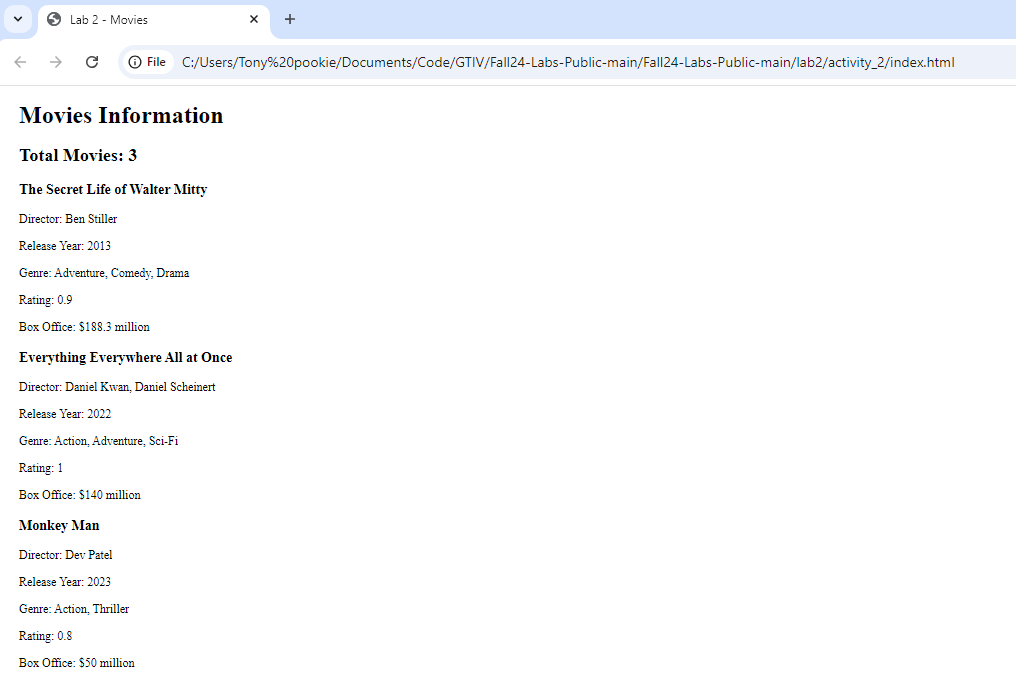 Lab 2 - Movies
File C:/Users/Tony%20pookie/Documents/Code/GTIV/Fall24-Labs-Public-main/Fall24-Labs-Public-main/lab2/activity_2/index.html
Movies Information
Total Movies: 3
The Secret Life of Walter Mitty
Director: Ben Stiller
Release Year: 2013
Genre: Adventure, Comedy, Drama
Rating: 0.9
Box Office: $188.3 million
Everything Everywhere All at Once
Director: Daniel Kwan, Daniel Scheinert
Release Year: 2022
Genre: Action, Adventure, Sci-Fi
Rating: 1
Box Office: $140 million
Monkey Man
Director: Dev Patel
Release Year: 2023
Genre: Action, Thriller
Rating: 0.8
Box Office: $50 million